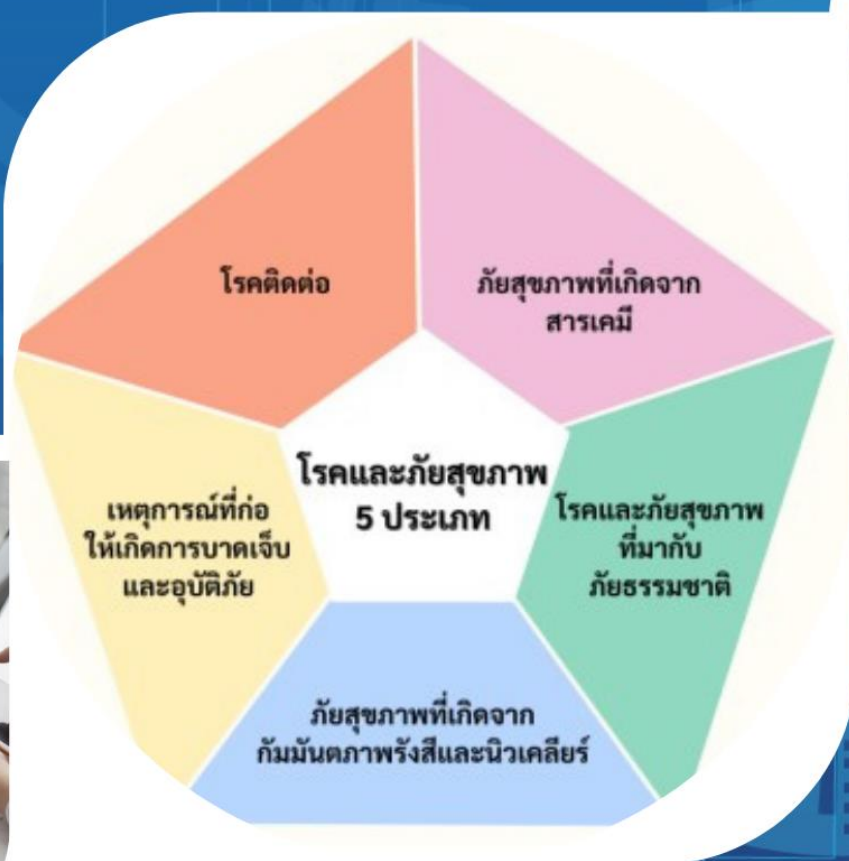 โรคติดต่อ
ภัยสุขภาพที่เกิดจาก
สารเคมี
โรคและภัยสุขภาพ
5 ประเภท
เหตุการณ์ที่ก่อ
ให้เกิดการบาดเจ็บ
และอุบัติภัย
โรคและภัยสุขภาพ
ที่มากับ
ภัยธรรมชาติ
ภัยสุขภาพที่เกิดจาก
กัมมันตภาพรังสีและนิวเคลียร์